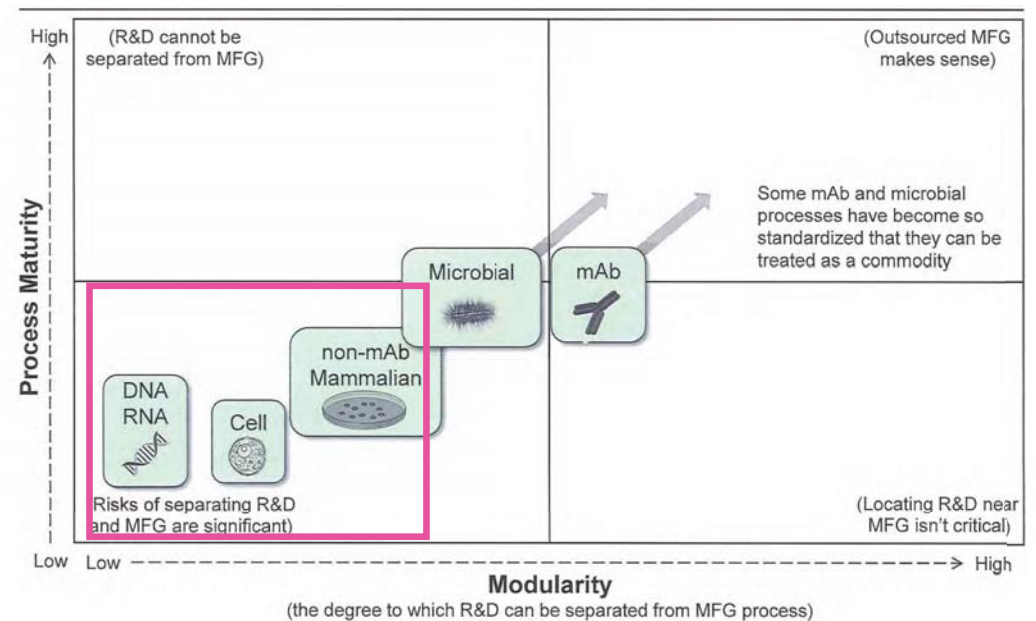 High
(R&D cannot be
separated from MFG)
(Outsourced MFG
makes sense)
Process Maturity
Some mAb and microbial
processes have become so
standardized that they can be
treated as a commodity
Microbial
mAb
non-mAb
Mammalian
DNA
RNA
Cell
(Risks of separating R&D
and MFG are significant)
(Locating R&D near
MFG isn't critical)
Low
Low
High
Modularity
(the degree to which R&D can be separated from MFG process)